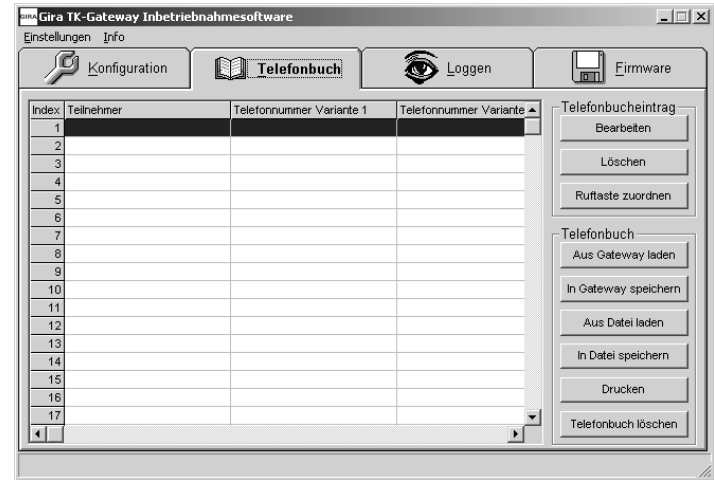 GIRA Gira TK-Gateway Inbetriebnahmesoftware
Einstellungen Info
Konfiguration Telefonbuch Loggen Firmware
Index Teilnehmer Telefonnummer Variante 1 Telefonnummer Variante
1
2
3
4
5
6
7
8
9
10
11
12
13
14
15
16
17
Telefonbucheintrag
Bearbeiten
Löschen
Ruftaste zuordnen
Telefonbuch
Aus Gateway laden
In Gateway speichern
Aus Datei laden
In Datei speichern
Drucken
Telefonbuch löschen